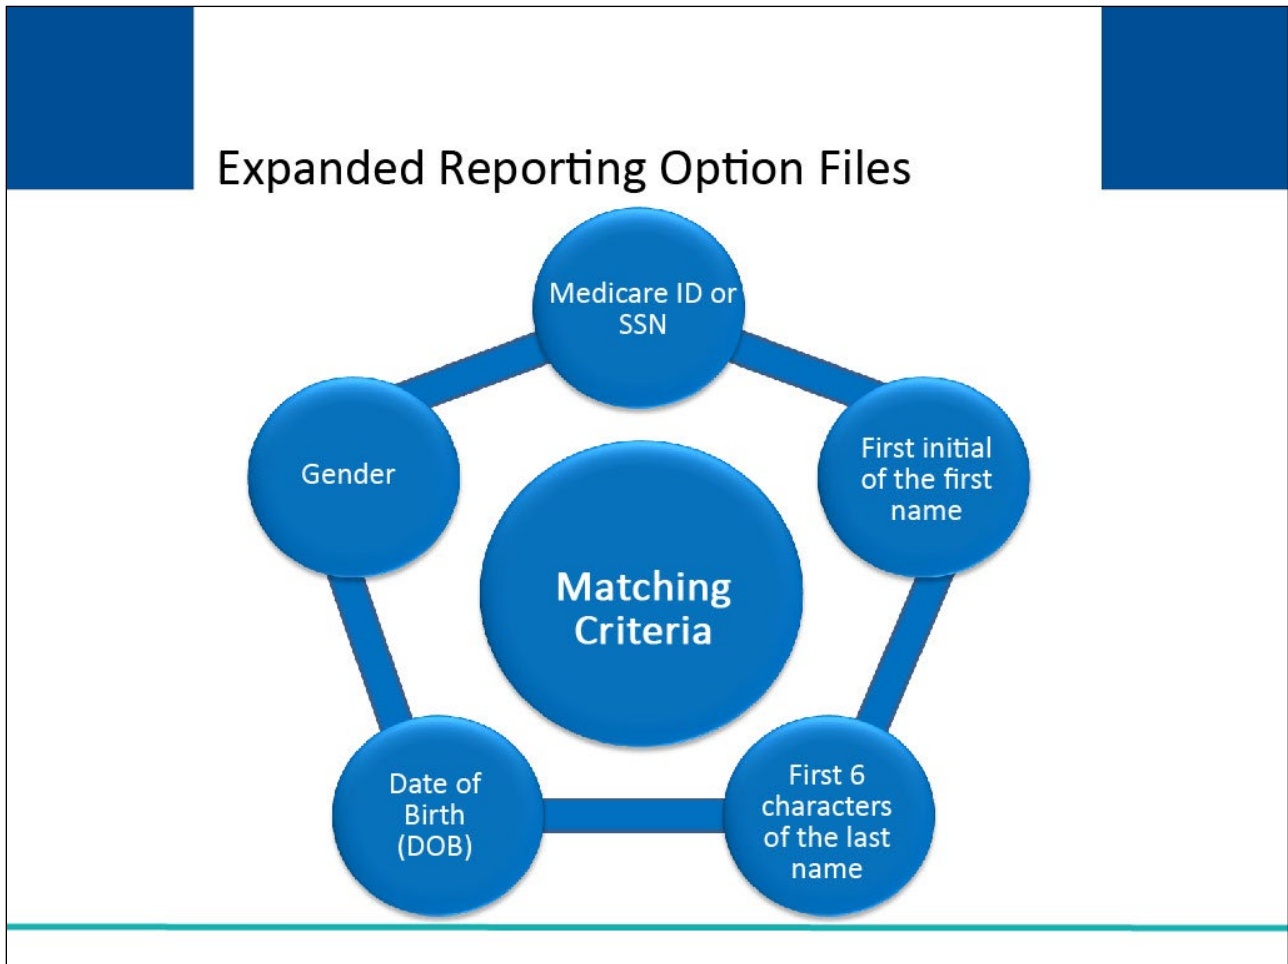 Expanded Reporting Option Files
Medicare ID or
SSN
First initial
of the first
name
First 6
characters
of the last
name
Date of
Birth
(DOB)
Gender
Matching
Criteria